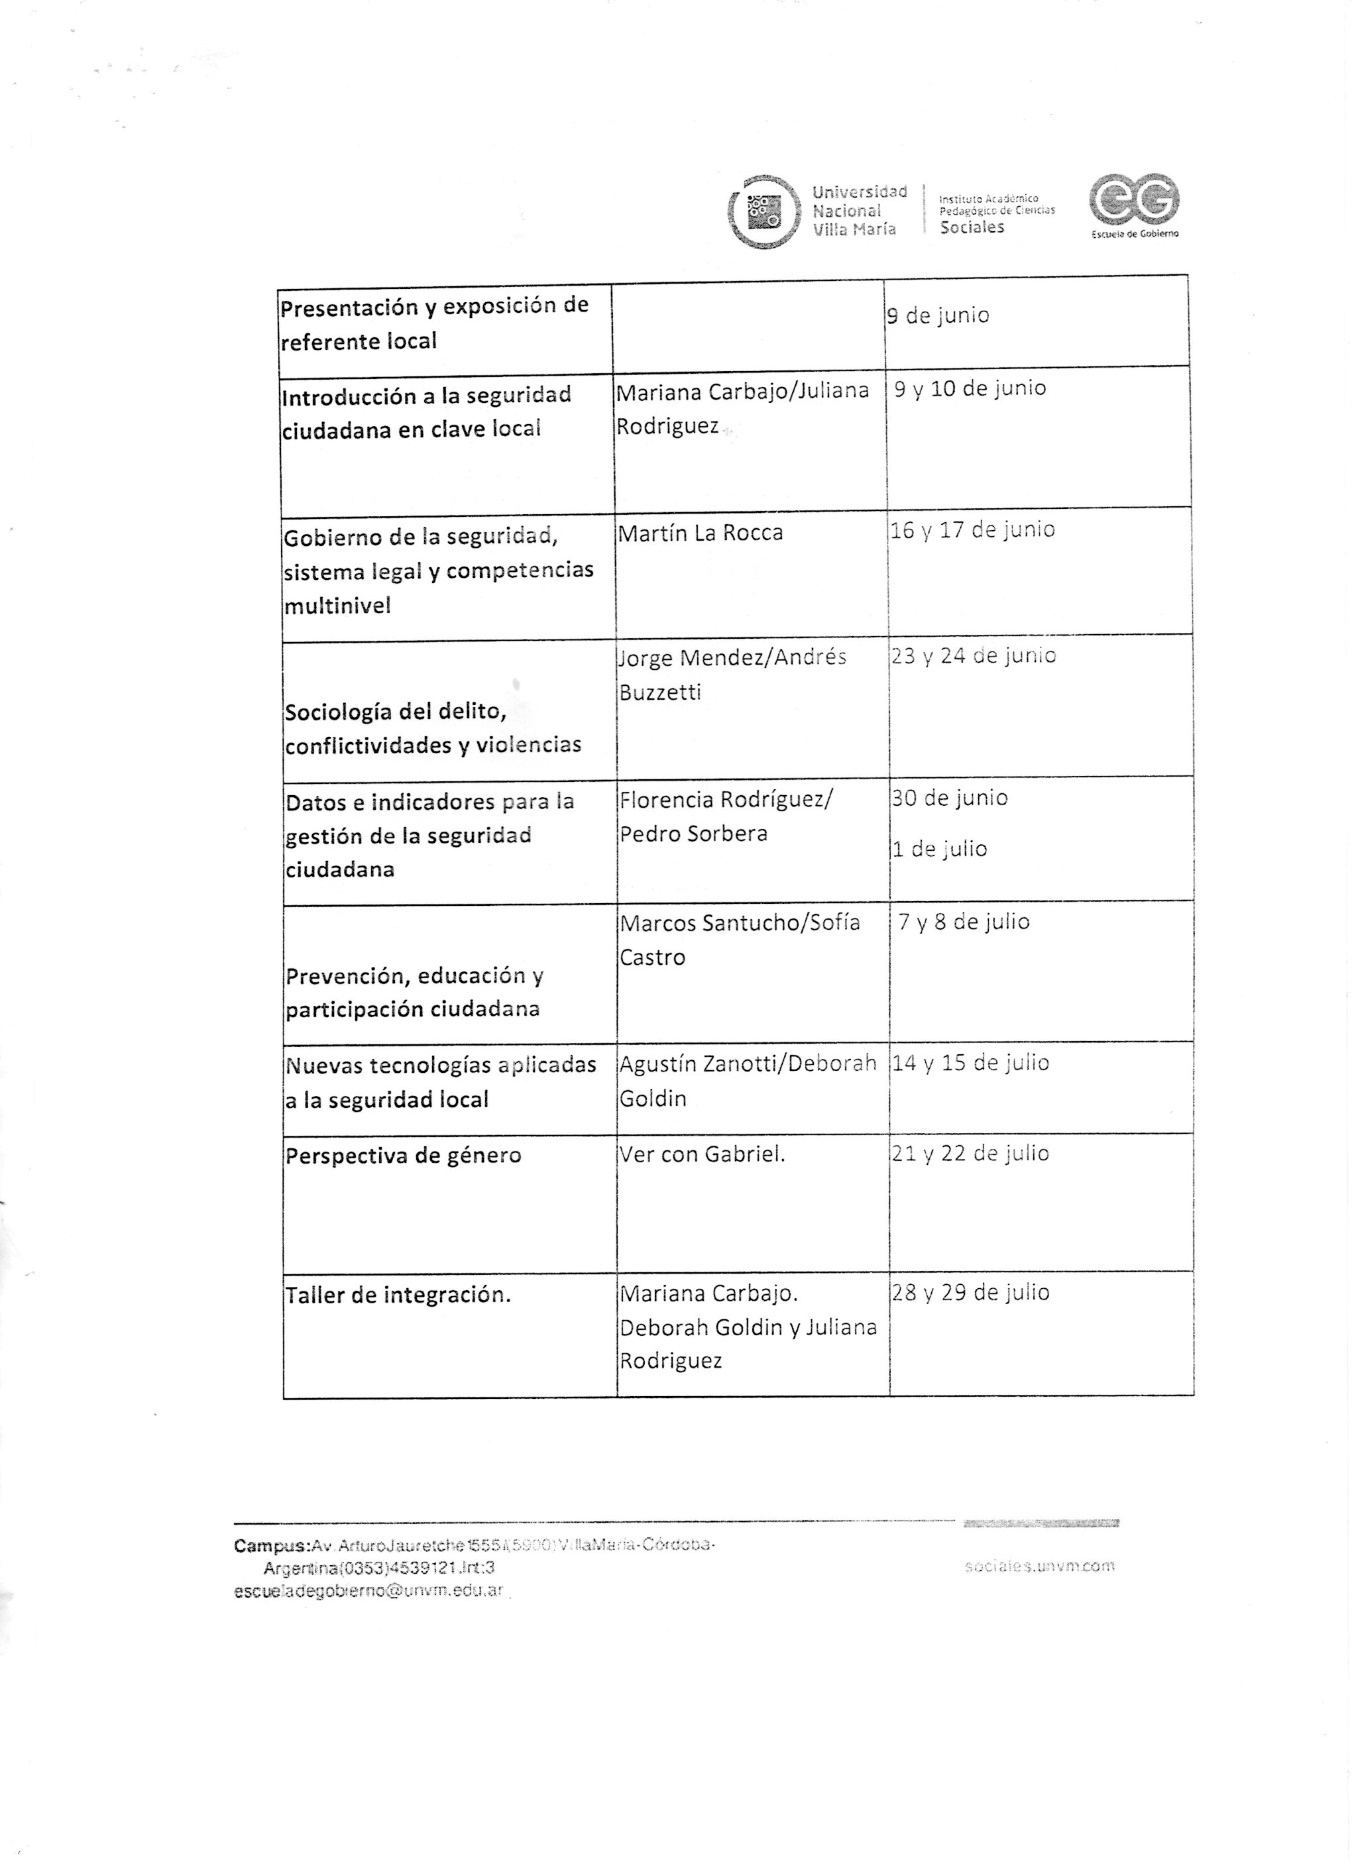 Universidad
Nacional
Villa María
Instituto Académico
Pedagógico de Ciencias
Sociales
eG
Escuela de Gobierno
Presentación y exposición de
referente local
9 de junio
Introducción a la seguridad
ciudadana en clave local
Mariana Carbajo/Juliana
Rodriguez
9 y 10 de junio
Gobierno de la seguridad,
sistema legal y competencias
multinivel
Martín La Rocca
16 y 17 de junio
Sociología del delito,
conflictividades y violencias
Jorge Mendez/Andrés
Buzzetti
23 y 24 de junio
Datos e indicadores para la
gestión de la seguridad
ciudadana
Florencia Rodríguez/
Pedro Sorbera
30 de junio
1 de julio
Prevención, educación y
participación ciudadana
Marcos Santucho/Sofía
Castro
7 y 8 de julio
Nuevas tecnologías aplicadas
a la seguridad local
Agustín Zanotti/Deborah
Goldin
14 y 15 de julio
Perspectiva de género
Ver con Gabriel.
21 y 22 de julio
Taller de integración.
Mariana Carbajo.
Deborah Goldin y Juliana
Rodriguez
28 y 29 de julio
Campus:Av.ArturoJauretche1555(5900)VillaMaría-Córdoba-
Argentina(0353)4539121.Int:3
escueladegobierno@unvm.edu.ar
sociales.unvm.com